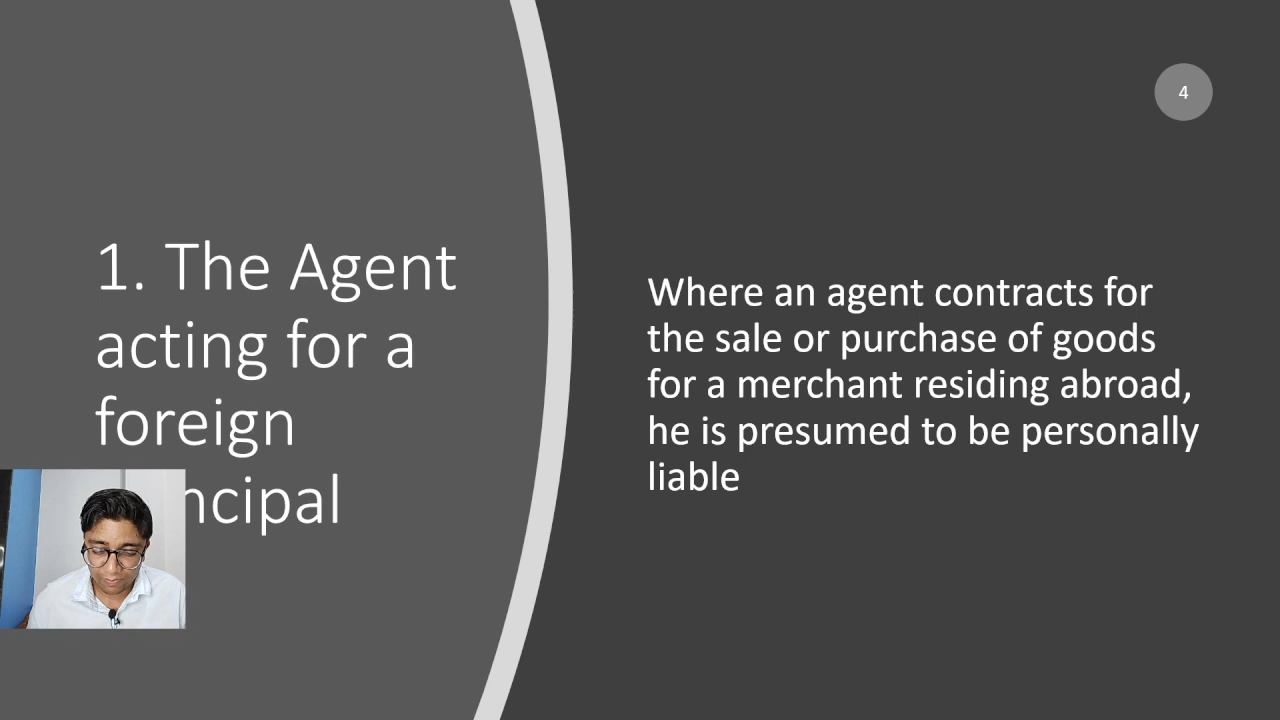 4
1. The Agent
acting for a
foreign
ncipal
Where an agent contracts for
the sale or purchase of goods
for a merchant residing abroad,
he is presumed to be personally
liable